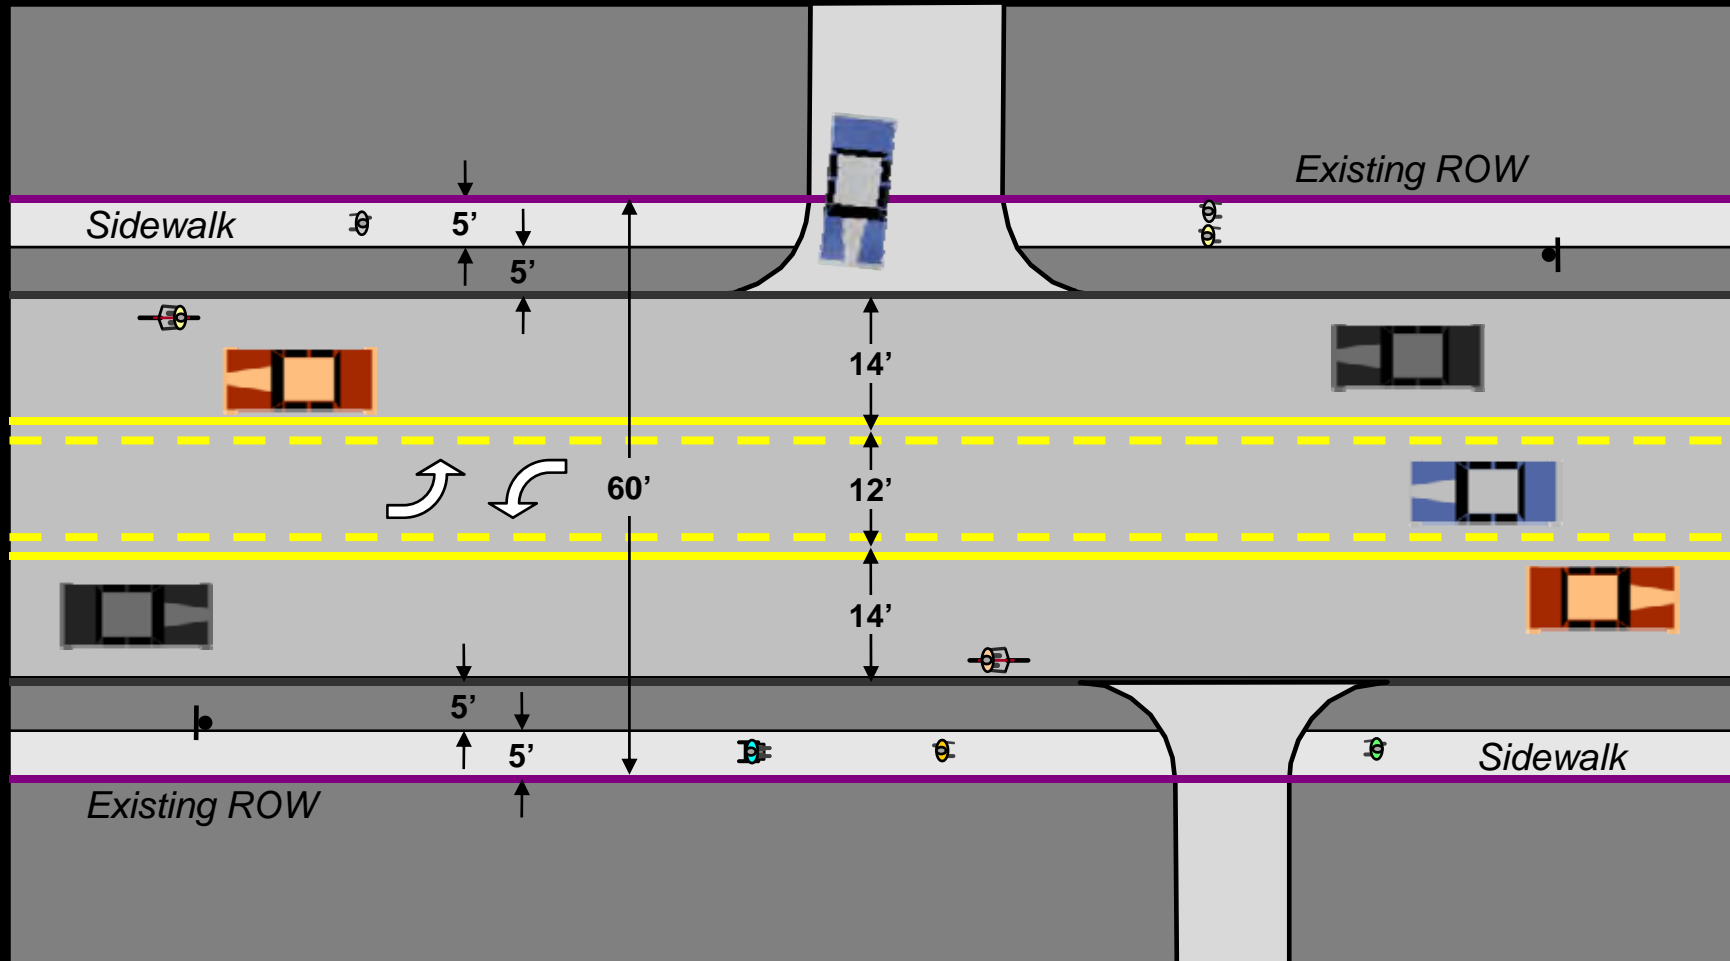 Existing ROW
Sidewalk
5’
5’
14’
60’
12’
14’
5’
5’
Sidewalk
Existing ROW